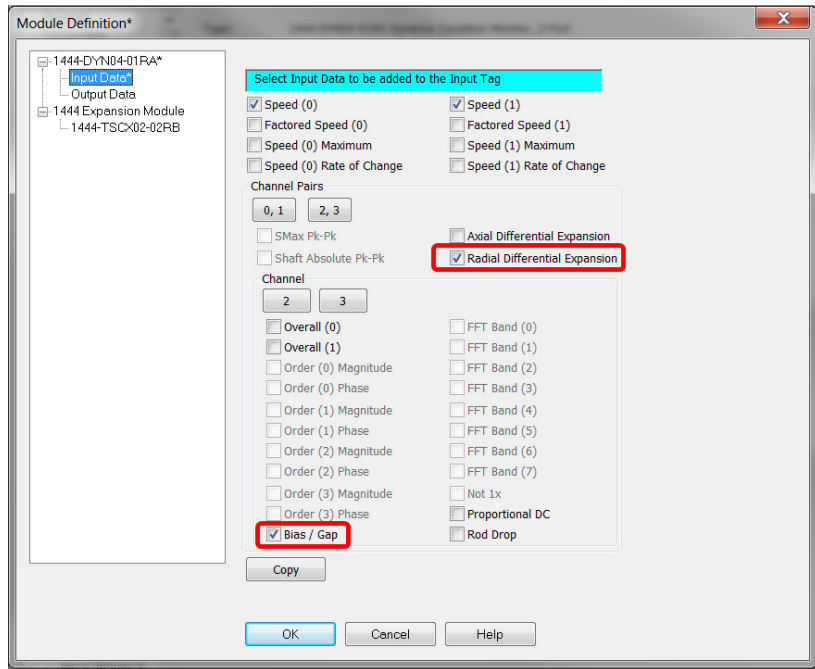 Module Definition*
1444-DYN04-01RA*
Input Data*
Output Data
1444 Expansion Module
1444-TSCX02-02RB
Select Input Data to be added to the Input Tag
Speed (0) Speed (1)
Factored Speed (0) Factored Speed (1)
Speed (0) Maximum Speed (1) Maximum
Speed (0) Rate of Change Speed (1) Rate of Change
Channel Pairs
0, 1 2, 3
SMax Pk-Pk Axial Differential Expansion
Shaft Absolute Pk-Pk Radial Differential Expansion
Channel
2 3
Overall (0) FFT Band (0)
Overall (1) FFT Band (1)
Order (0) Magnitude FFT Band (2)
Order (0) Phase FFT Band (3)
Order (1) Magnitude FFT Band (4)
Order (1) Phase FFT Band (5)
Order (2) Magnitude FFT Band (6)
Order (2) Phase FFT Band (7)
Order (3) Magnitude Not 1x
Order (3) Phase Proportional DC
Bias / Gap Rod Drop
Copy
OK Cancel Help